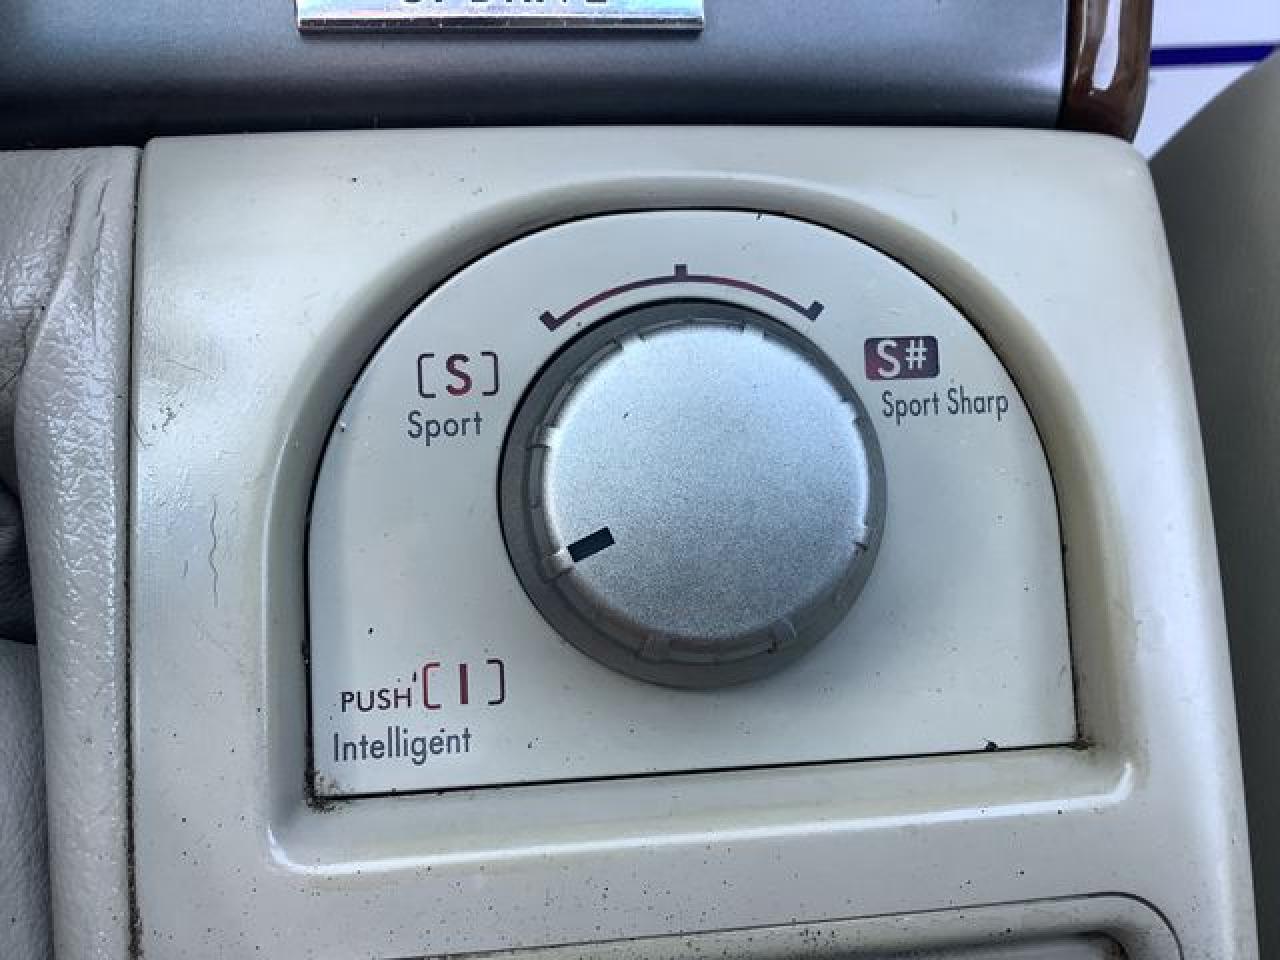 [S]
Sport
S#
Sport Sharp
PUSH [I]
Intelligent